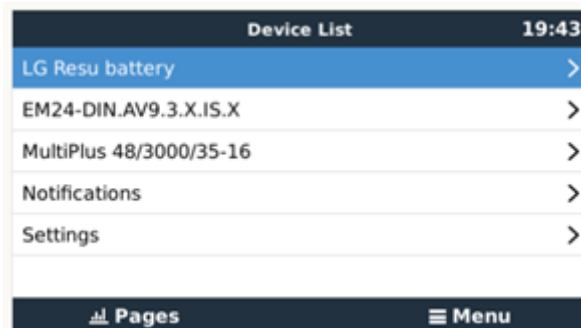 Device List 19:43
LG Resu battery
EM24-DIN.AV9.3.X.IS.X
MultiPlus 48/3000/35-16
Notifications
Settings
Pages Menu